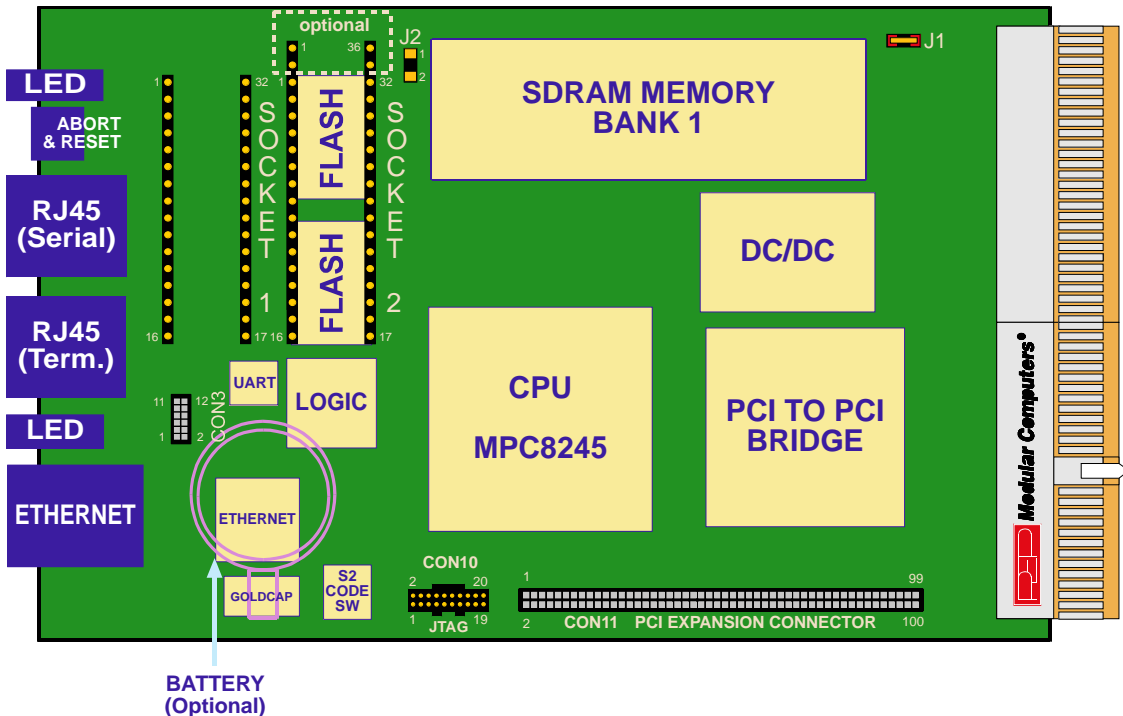 optional
1
36
J2
1
2
J1
LED
1
32
1
32
SOCKET 1
SOCKET 2
FLASH
FLASH
SDRAM MEMORY
BANK 1
ABORT
& RESET
RJ45
(Serial)
DC/DC
RJ45
(Term.)
16
17
16
17
UART
LOGIC
CPU
MPC8245
PCI TO PCI
BRIDGE
Modular Computers®
PEP
11
12
1
2
CON3
LED
ETHERNET
ETHERNET
GOLDCAP
S2
CODE
SW
CON10
2
20
1
19
JTAG
1
99
2
100
CON11 PCI EXPANSION CONNECTOR
BATTERY
(Optional)